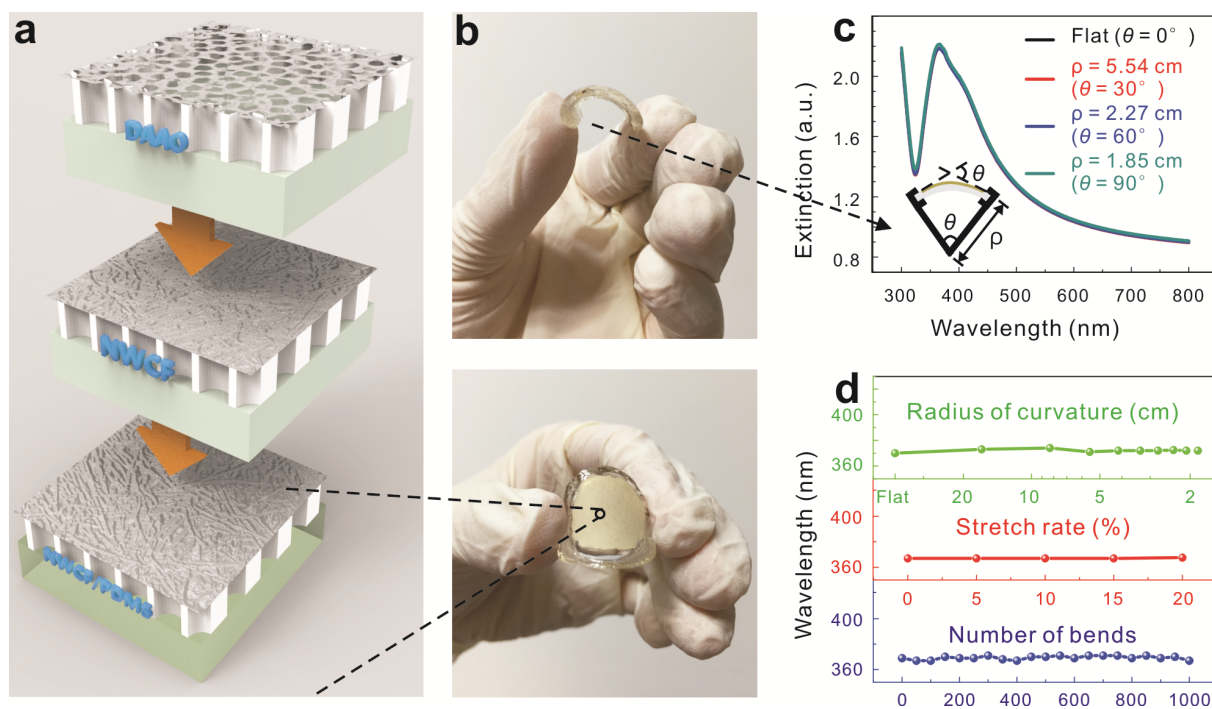 a
DAMO
NWCF
NWCF/PDMS
b
c
Extinction (a.u.)
2.0
1.6
1.2
0.8
Flat (θ = 0° )
ρ = 5.54 cm
(θ = 30° )
ρ = 2.27 cm
(θ = 60° )
ρ = 1.85 cm
(θ = 90° )
θ
θ
ρ
300 400 500 600 700 800
Wavelength (nm)
d
Wavelength (nm)
400
Radius of curvature (cm)
360
Flat 20 10 5 2
400
Stretch rate (%)
360
0 5 10 15 20
400
Number of bends
360
0 200 400 600 800 1000